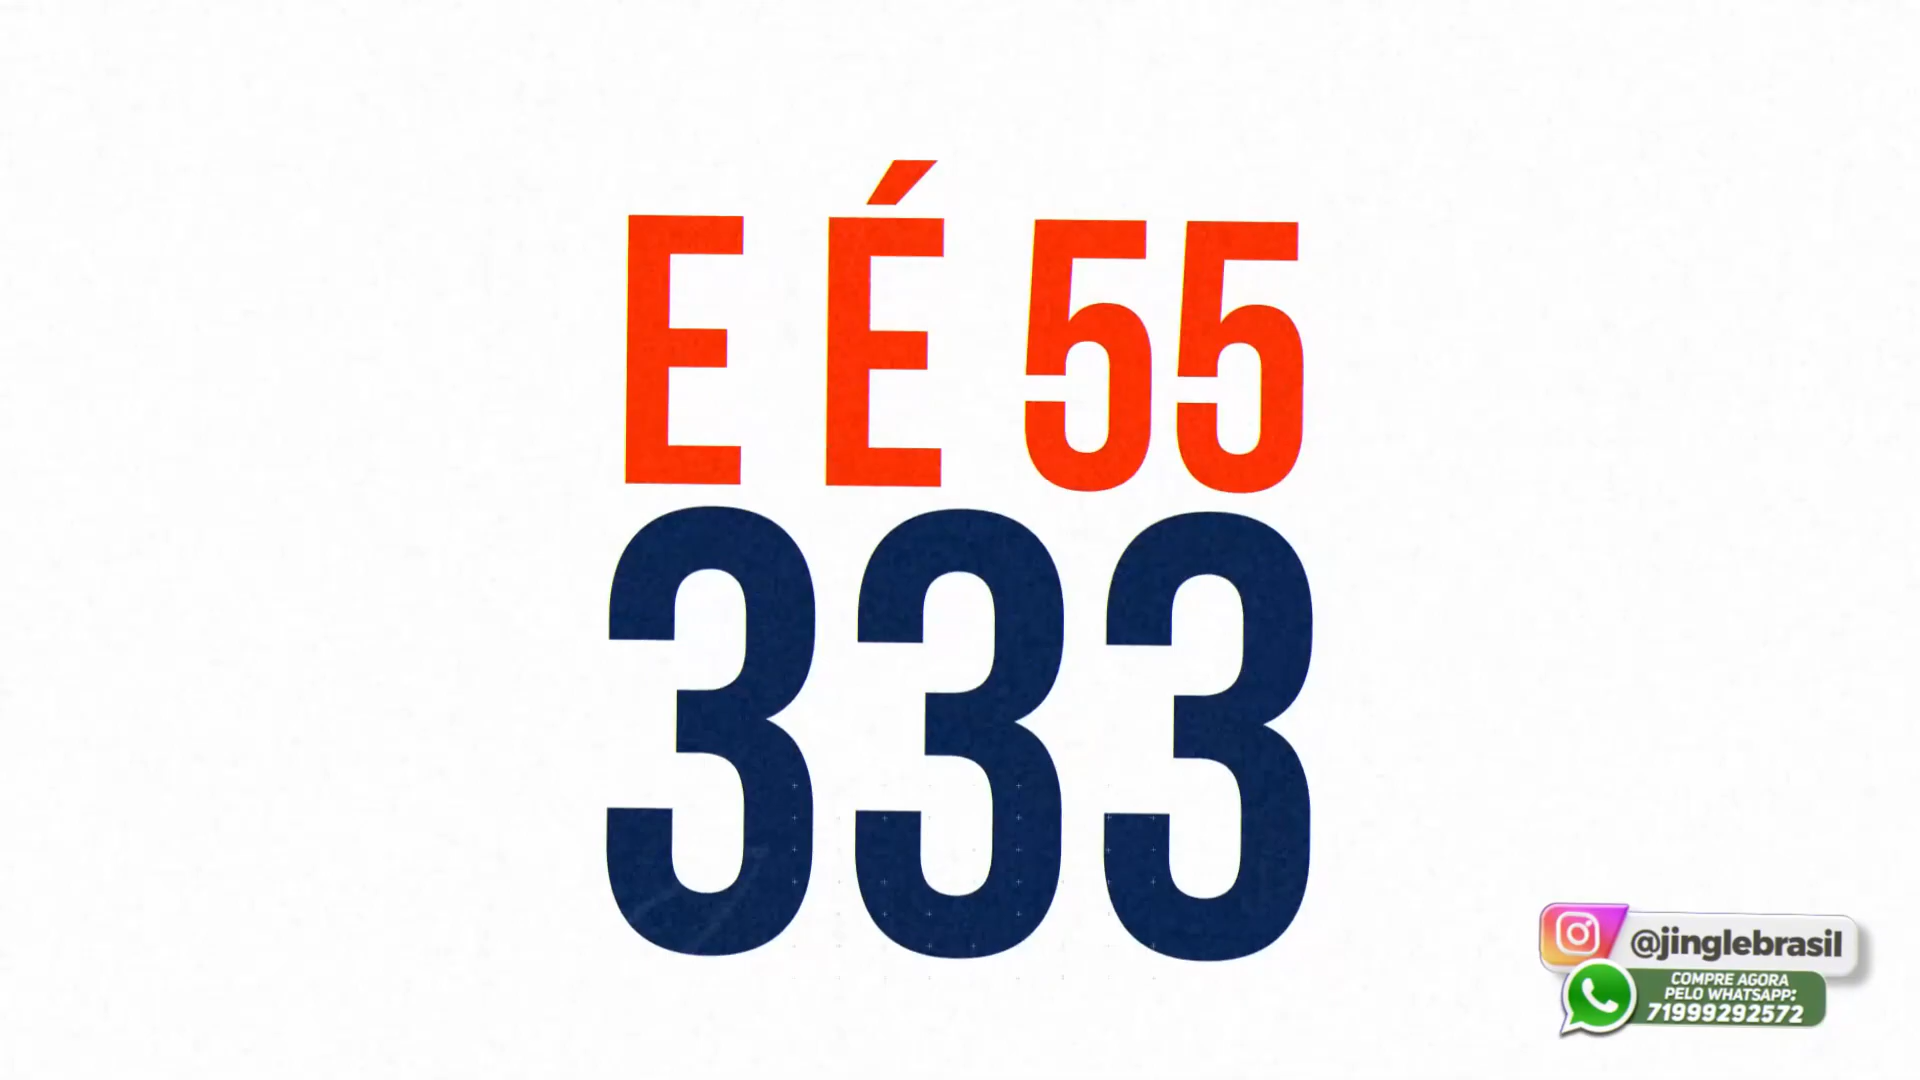 E É 55
333
@jinglebrasil
COMPRE AGORA
PELO WHATSAPP:
71999292572